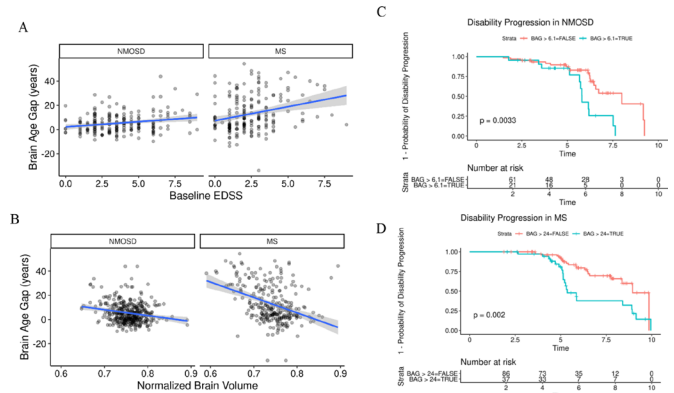 A
NMOSD
MS
Brain Age Gap (years)
40
20
0
-20
0.0
2.5
5.0
7.5
0.0
2.5
5.0
7.5
Baseline EDSS
B
NMOSD
MS
Brain Age Gap (years)
40
20
0
-20
0.6
0.7
0.8
0.9
0.6
0.7
0.8
0.9
Normalized Brain Volume
C
Disability Progression in NMOSD
Strata BAG > 6.1=FALSE BAG > 6.1=TRUE
1 - Probability of Disability Progression
1.00
0.75
0.50
0.25
0.00
p = 0.0033
0 2 4 6 8 10
Time
Number at risk
Strata
BAG > 6.1=FALSE 61 48 28 3 0
BAG > 6.1=TRUE 21 16 5 0 0
2 4 6 8 10
Time
D
Disability Progression in MS
Strata BAG > 24=FALSE BAG > 24=TRUE
1 - Probability of Disability Progression
1.00
0.75
0.50
0.25
0.00
p = 0.002
0 2.5 5 7.5 10
Time
Number at risk
Strata
BAG > 24=FALSE 86 73 35 12 0
BAG > 24=TRUE 37 33 7 7 0
2 4 6 8 10